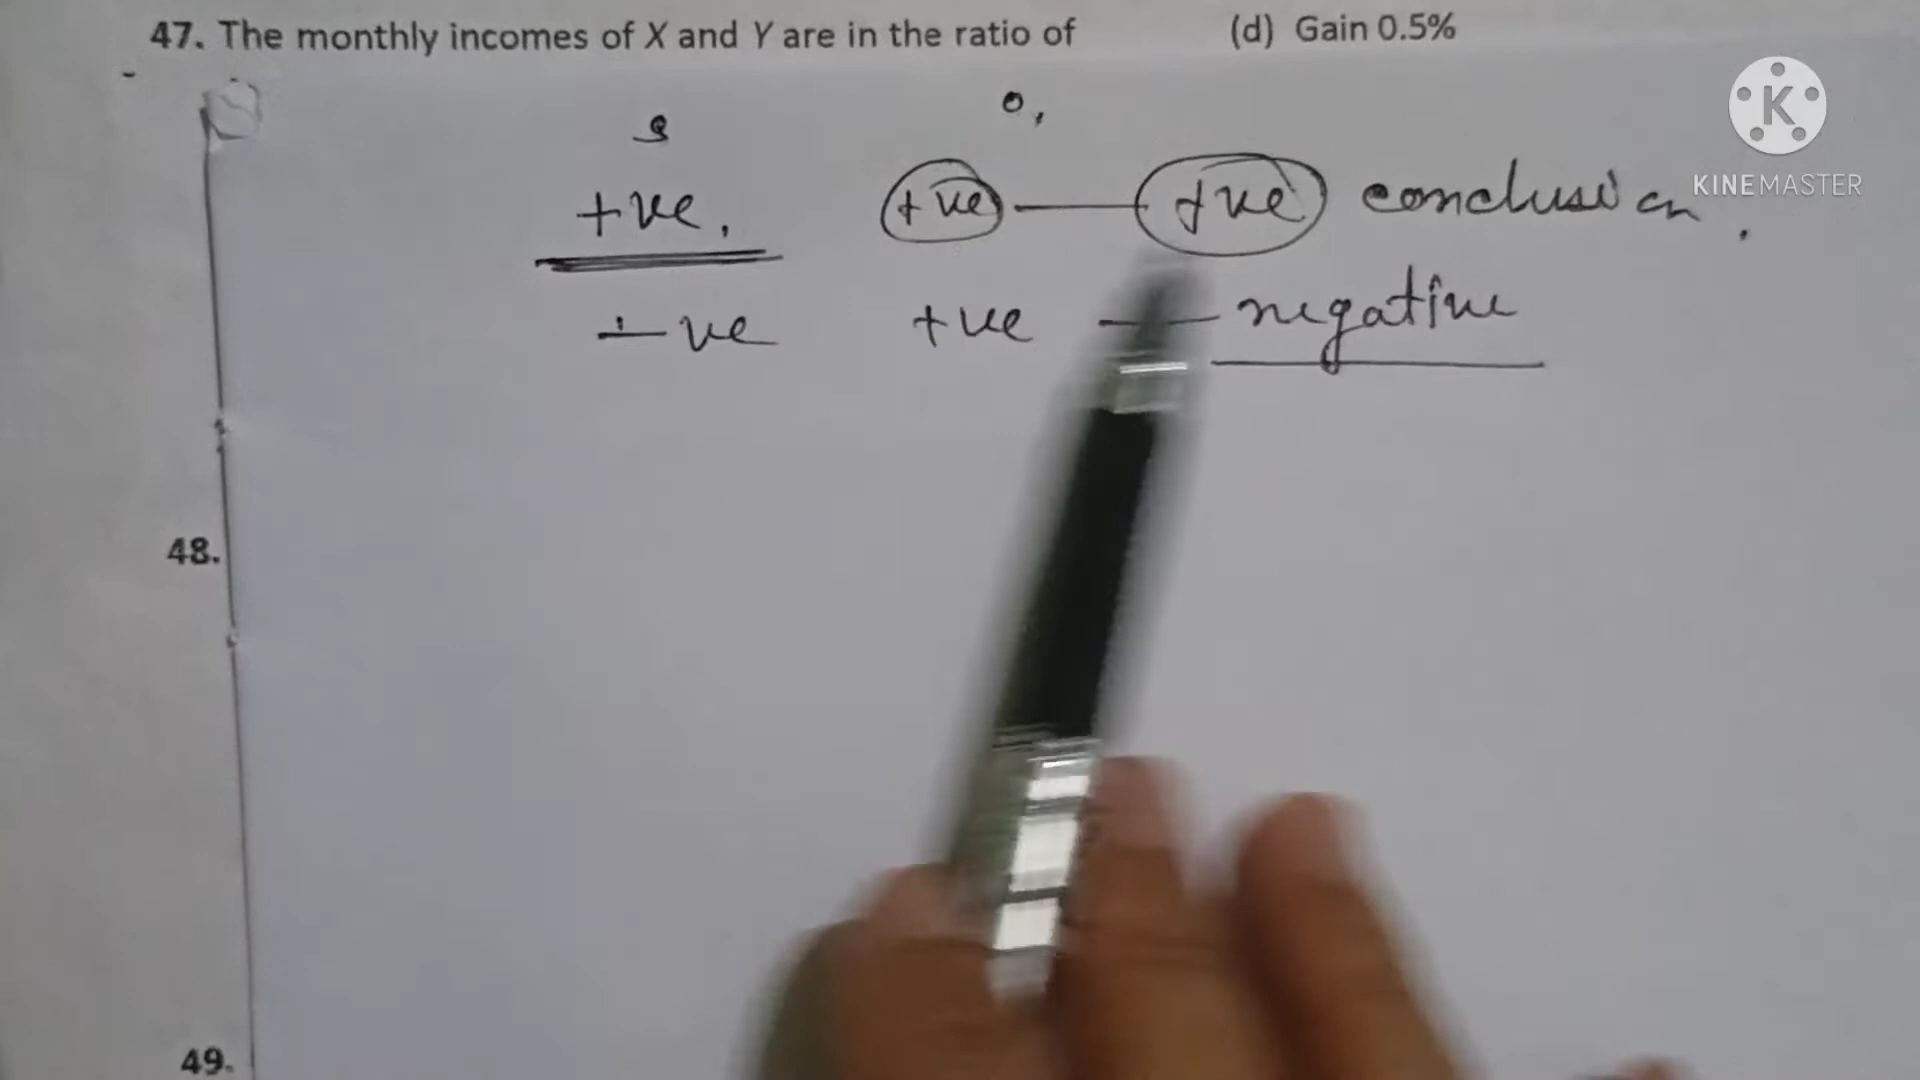 47. The monthly incomes of X and Y are in the ratio of (d) Gain 0.5%
K
KINEMASTER
+ve. +ve — +ve conclusion.
-ve +ve — negative
48.
49.